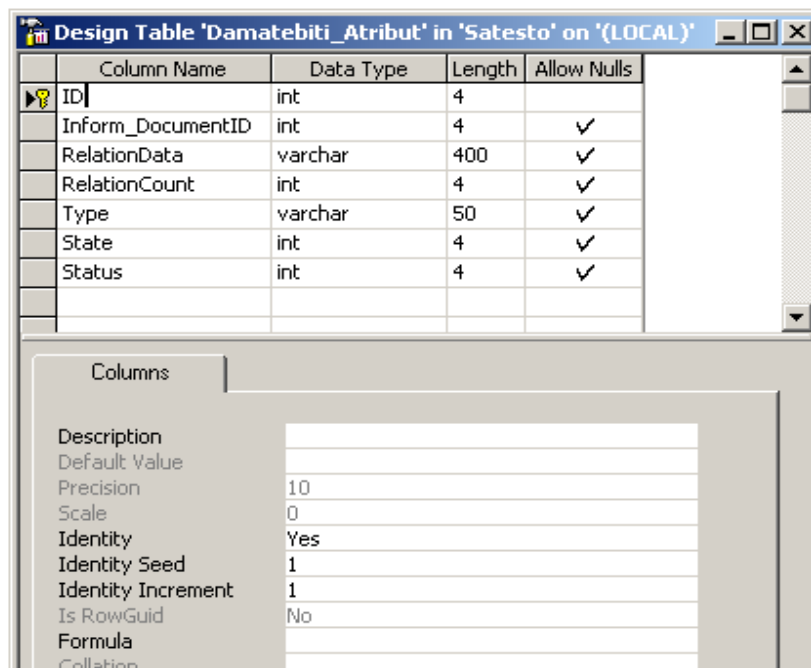 Design Table 'Damatebiti_Atribut' in 'Satesto' on '(LOCAL)'
Column Name Data Type Length Allow Nulls
ID int 4
Inform_DocumentID int 4
RelationData varchar 400
RelationCount int 4
Type varchar 50
State int 4
Status int 4
Columns
Description
Default Value
Precision 10
Scale 0
Identity Yes
Identity Seed 1
Identity Increment 1
Is RowGuid No
Formula
Collation